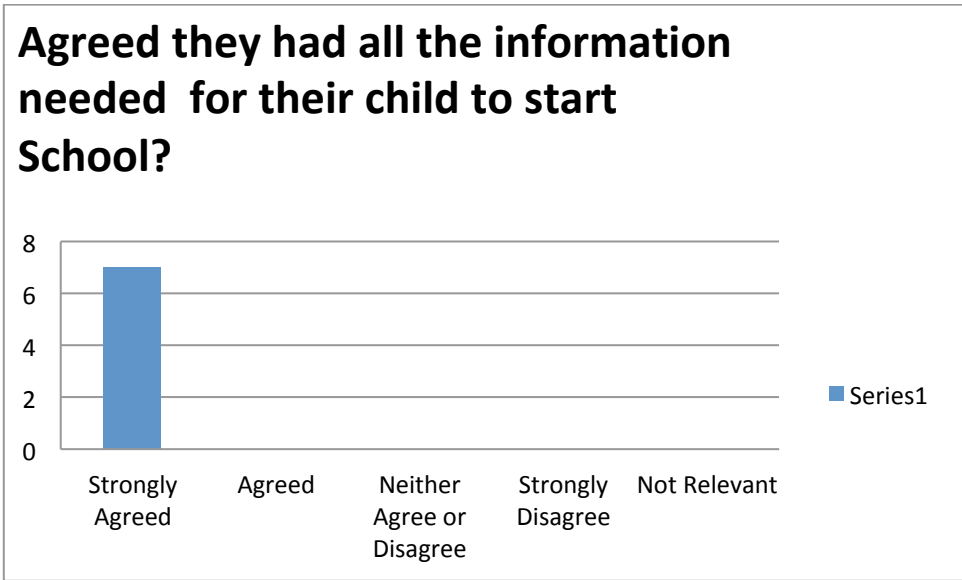 Agreed they had all the information
needed  for their child to start
School?
8
6
4
2
0
Series1
Strongly
Agreed
Agreed
Neither
Agree or
Disagree
Strongly
Disagree
Not Relevant